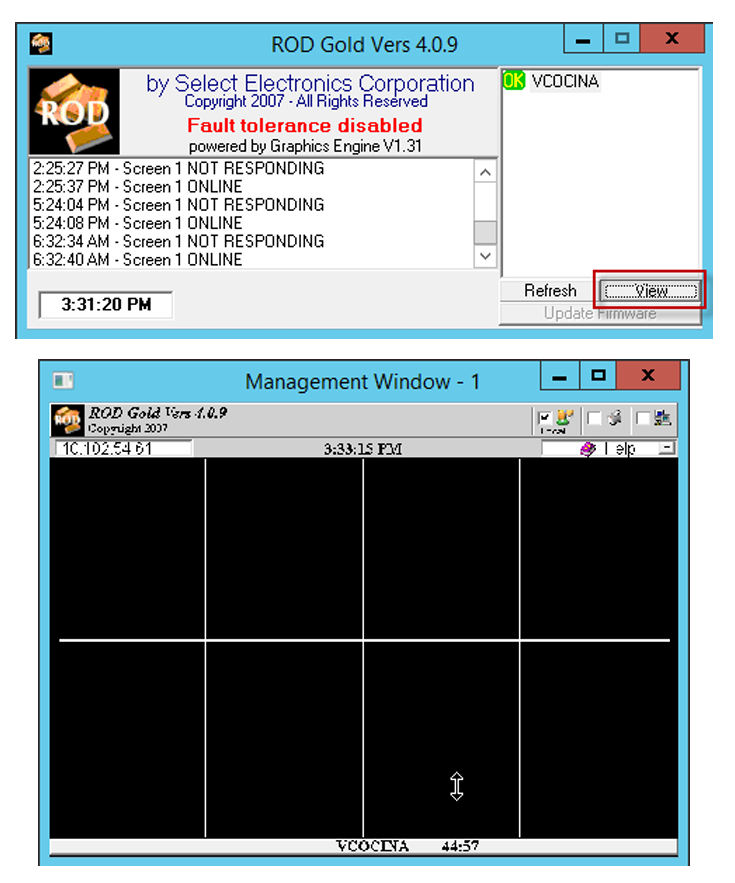 ROD Gold Vers 4.0.9
ROD
by Select Electronics Corporation
Copyright 2007 - All Rights Reserved
Fault tolerance disabled
powered by Graphics Engine V1.31
OK VCOCINA
2:25:27 PM - Screen 1 NOT RESPONDING
2:25:37 PM - Screen 1 ONLINE
5:24:04 PM - Screen 1 NOT RESPONDING
5:24:08 PM - Screen 1 ONLINE
6:32:34 AM - Screen 1 NOT RESPONDING
6:32:40 AM - Screen 1 ONLINE
3:31:20 PM
Refresh View
Update Firmware
Management Window - 1
ROD
ROD Gold Vers 4.0.9
Copyright 2007
10.102.54.61 3:33:15 PM Help
VCOCINA 44:57